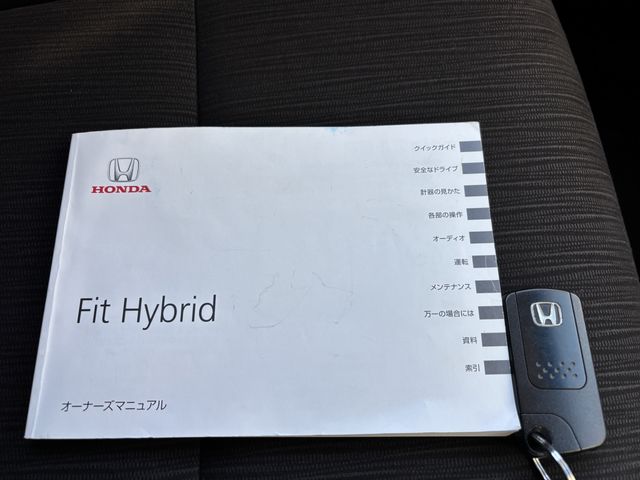 HONDA
Fit Hybrid
オーナーズマニュアル
クイックガイド
安全なドライブ
計器の見かた
各部の操作
オーディオ
運転
メンテナンス
万一の場合には
資料
索引